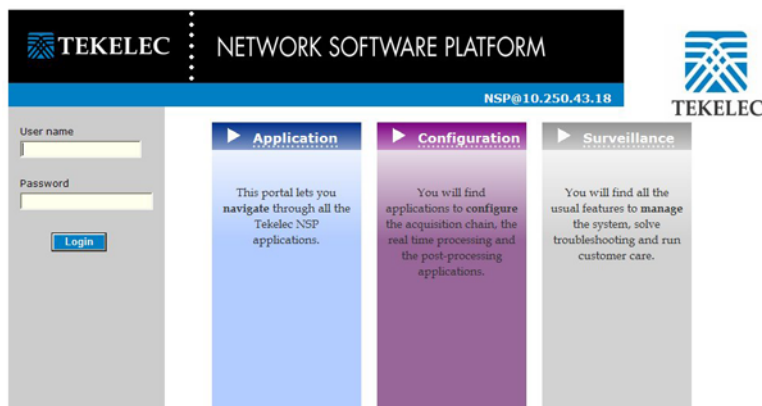 TEKELEC
NETWORK SOFTWARE PLATFORM
NSP@10.250.43.18
TEKELEC
User name
Password
Login
Application
This portal lets you
navigate through all the
Tekelec NSP
applications.
Configuration
You will find
applications to configure
the acquisition chain, the
real time processing and
the post-processing
applications.
Surveillance
You will find all the
usual features to manage
the system, solve
troubleshooting and run
customer care.